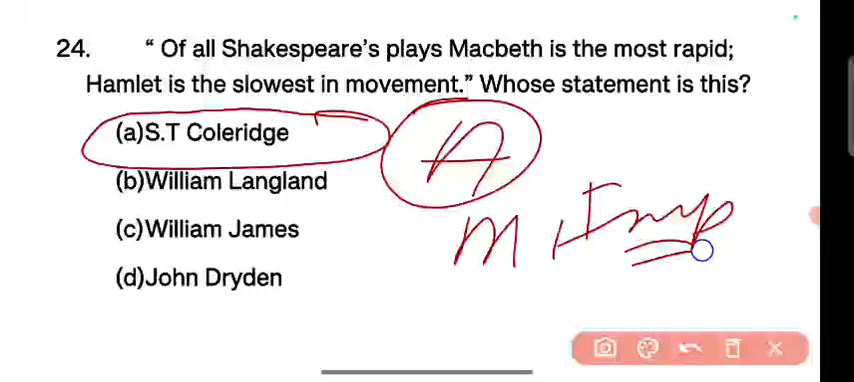 24. “ Of all Shakespeare’s plays Macbeth is the most rapid;
Hamlet is the slowest in movement.” Whose statement is this?
(a)S.T Coleridge
A
(b)William Langland
M Imp
(c)William James
(d)John Dryden